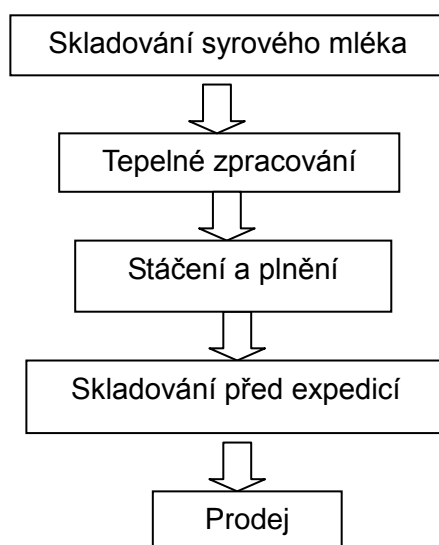 Skladování syrového mléka
Tepelné zpracování
Stáčení a plnění
Skladování před expedicí
Prodej